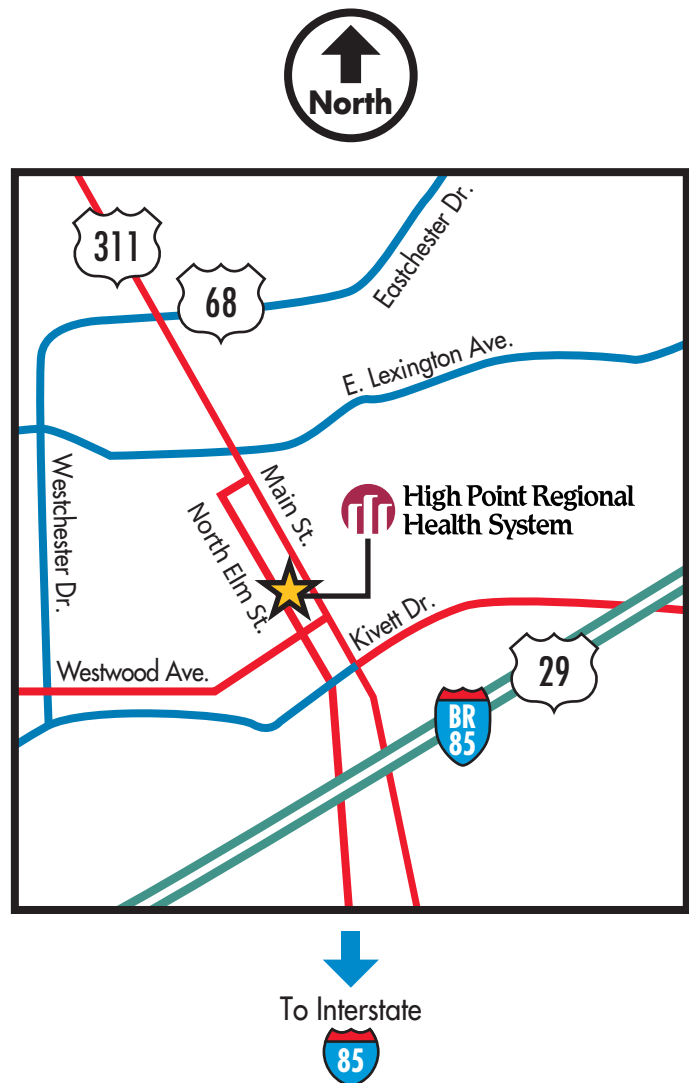 North
311
68
Eastchester Dr.
E. Lexington Ave.
Westchester Dr.
Main St.
North Elm St.
High Point Regional
Health System
Kivett Dr.
Westwood Ave.
29
BR
85
To Interstate
85